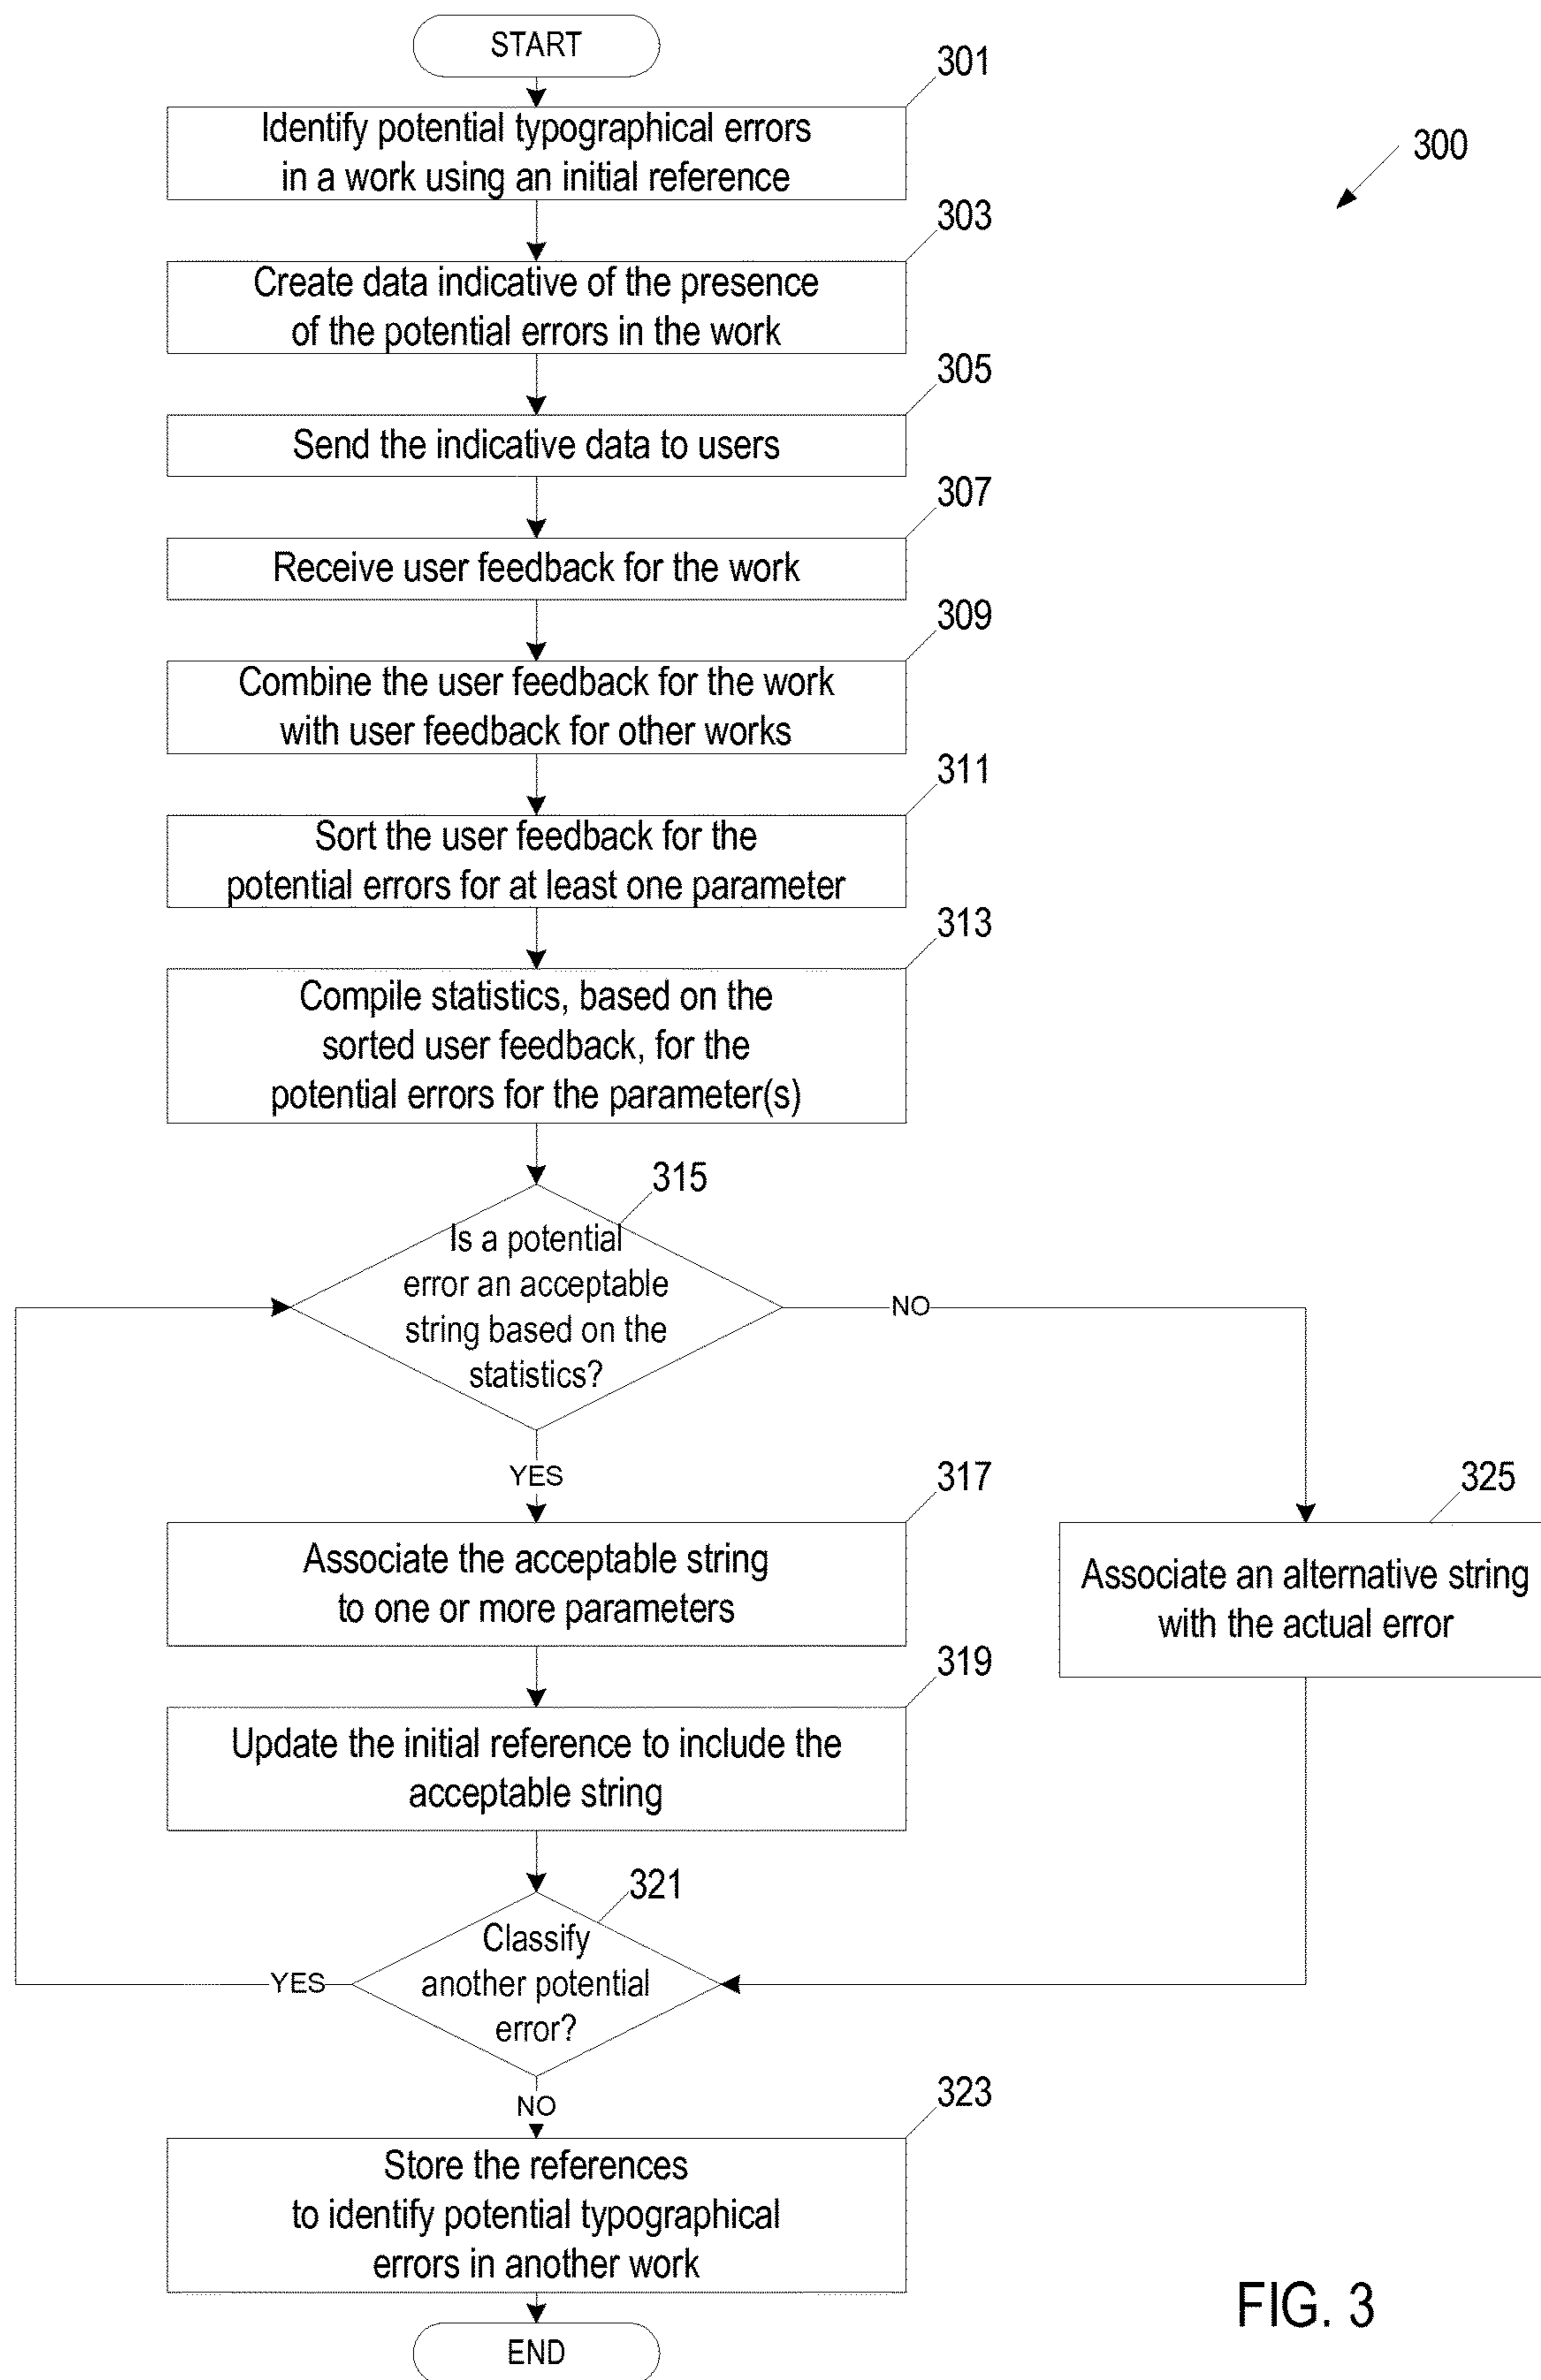 START
301
Identify potential typographical errors
in a work using an initial reference
300
303
Create data indicative of the presence
of the potential errors in the work
305
Send the indicative data to users
307
Receive user feedback for the work
309
Combine the user feedback for the work
with user feedback for other works
311
Sort the user feedback for the
potential errors for at least one parameter
313
Compile statistics, based on the
sorted user feedback, for the
potential errors for the parameter(s)
315
Is a potential
error an acceptable
string based on the
statistics?
NO
YES
317
Associate the acceptable string
to one or more parameters
325
Associate an alternative string
with the actual error
319
Update the initial reference to include the
acceptable string
321
Classify
another potential
error?
YES
NO
323
Store the references
to identify potential typographical
errors in another work
END
FIG. 3